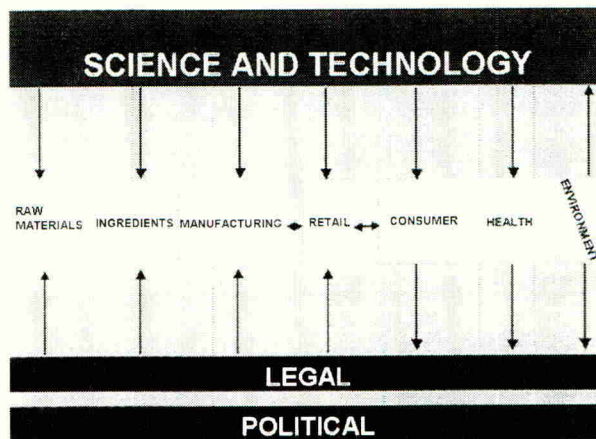 SCIENCE AND TECHNOLOGY
RAW
MATERIALS
INGREDIENTS
MANUFACTURING
RETAIL
CONSUMER
HEALTH
ENVIRONMENT
LEGAL
POLITICAL